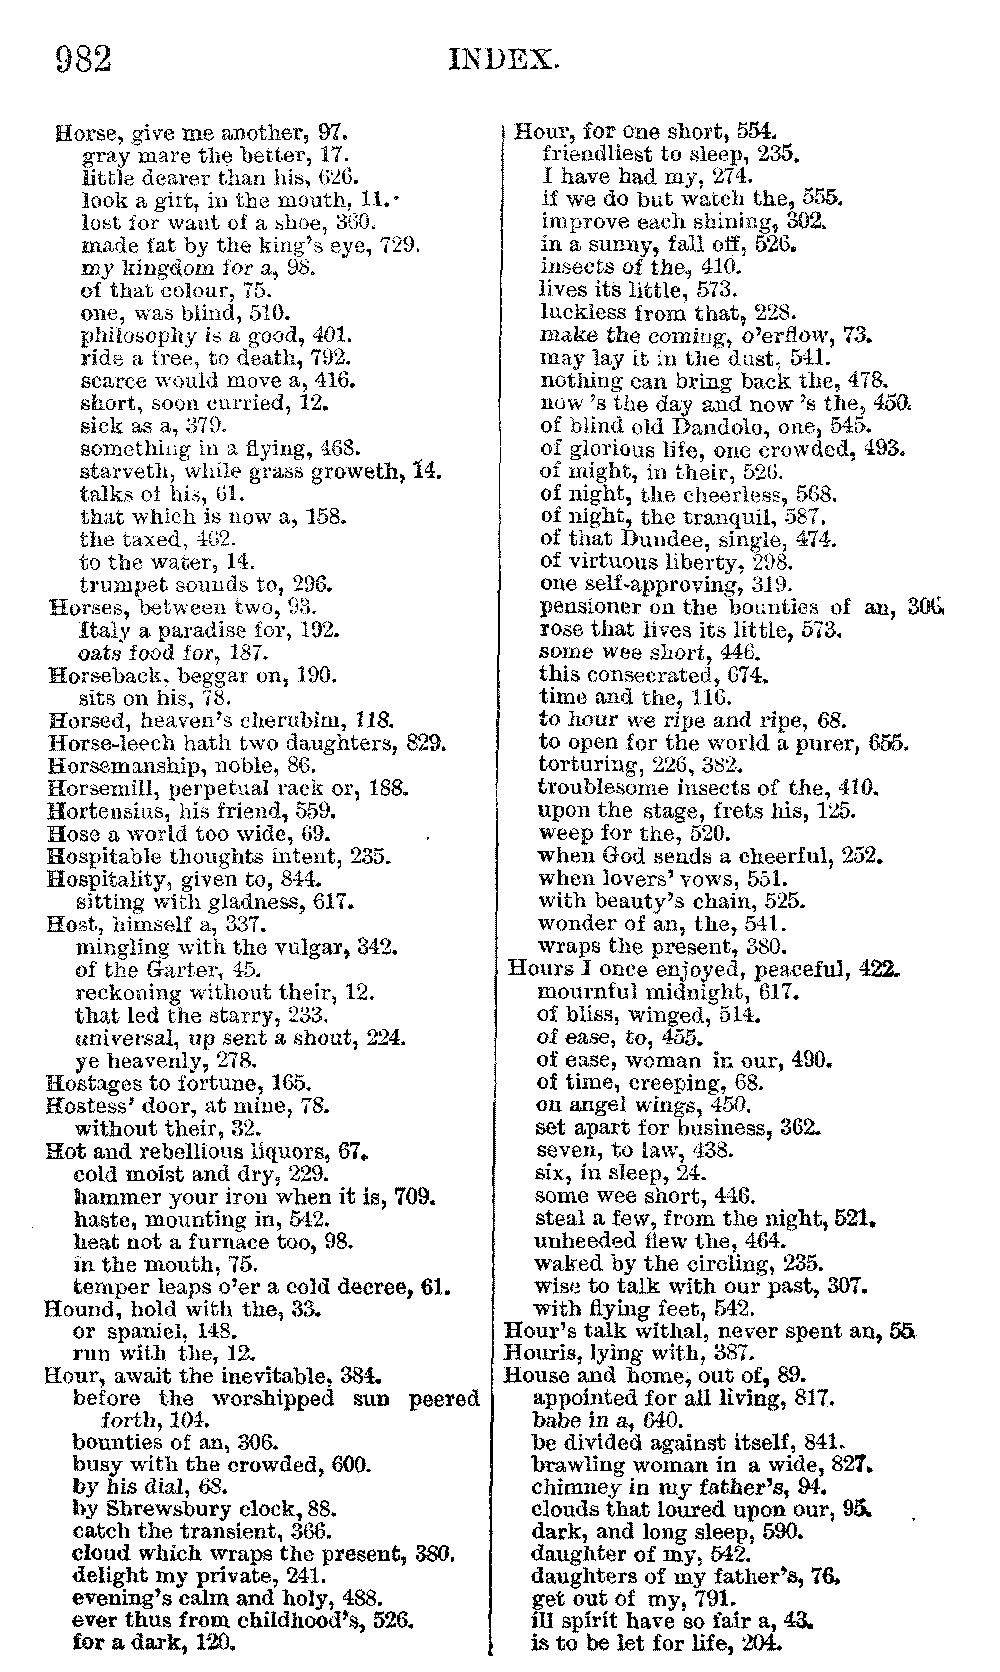 982
INDEX.
Horse, give me another, 97.
gray mare the better, 17.
little dearer than his, 626.
look a gift, in the mouth, 11.
lost for want of a shoe, 360.
made fat by the king's eye, 729.
my kingdom for a, 98.
of that colour, 75.
one, was blind, 510.
philosophy is a good, 401.
ride a free, to death, 792.
scarce would move a, 416.
short, soon curried, 12.
sick as a, 379.
something in a flying, 468.
starveth, while grass groweth, 14.
talks of his, 61.
that which is now a, 158.
the taxed, 462.
to the water, 14.
trumpet sounds to, 296.
Horses, between two, 93.
Italy a paradise for, 192.
oats food for, 187.
Horseback, beggar on, 190.
sits on his, 78.
Horsed, heaven's cherubim, 118.
Horse-leech hath two daughters, 829.
Horsemanship, noble, 86.
Horsemill, perpetual rack or, 188.
Hortensius, his friend, 559.
Hose a world too wide, 69.
Hospitable thoughts intent, 235.
Hospitality, given to, 844.
sitting with gladness, 617.
Host, himself a, 337.
mingling with the vulgar, 342.
of the Garter, 45.
reckoning without their, 12.
that led the starry, 233.
universal, up sent a shout, 224.
ye heavenly, 278.
Hostages to fortune, 165.
Hostess' door, at mine, 78.
without their, 32.
Hot and rebellious liquors, 67.
cold moist and dry, 229.
hammer your iron when it is, 709.
haste, mounting in, 542.
heat not a furnace too, 98.
in the mouth, 75.
temper leaps o'er a cold decree, 61.
Hound, hold with the, 33.
or spaniel, 148.
run with the, 12.
Hour, await the inevitable, 384.
before the worshipped sun peered
forth, 104.
bounties of an, 306.
busy with the crowded, 600.
by his dial, 68.
by Shrewsbury clock, 88.
catch the transient, 366.
cloud which wraps the present, 380.
delight my private, 241.
evening's calm and holy, 488.
ever thus from childhood's, 526.
for a dark, 120.
Hour, for one short, 554.
friendliest to sleep, 235.
I have had my, 274.
if we do but watch the, 555.
improve each shining, 302.
in a sunny, fall off, 526.
insects of the, 410.
lives its little, 573.
luckless from that, 228.
make the coming, o'erflow, 73.
may lay it in the dust, 541.
nothing can bring back the, 478.
now 's the day and now 's the, 450.
of blind old Dandolo, one, 545.
of glorious life, one crowded, 493.
of might, in their, 526.
of night, the cheerless, 568.
of night, the tranquil, 587.
of that Dundee, single, 474.
of virtuous liberty, 298.
one self-approving, 319.
pensioner on the bounties of an, 306.
rose that lives its little, 573.
some wee short, 446.
this consecrated, 674.
time and the, 116.
to hour we ripe and ripe, 68.
to open for the world a purer, 655.
torturing, 226, 382.
troublesome insects of the, 410.
upon the stage, frets his, 125.
weep for the, 520.
when God sends a cheerful, 252.
when lovers' vows, 551.
with beauty's chain, 525.
wonder of an, the, 541.
wraps the present, 380.
Hours I once enjoyed, peaceful, 422.
mournful midnight, 617.
of bliss, winged, 514.
of ease, to, 455.
of ease, woman in our, 490.
of time, creeping, 68.
on angel wings, 450.
set apart for business, 362.
seven, to law, 438.
six, in sleep, 24.
some wee short, 446.
steal a few, from the night, 521.
unheeded flew the, 464.
waked by the circling, 235.
wise to talk with our past, 307.
with flying feet, 542.
Hour's talk withal, never spent an, 55
Houris, lying with, 387.
House and home, out of, 89.
appointed for all living, 817.
babe in a, 640.
be divided against itself, 841.
brawling woman in a wide, 827.
chimney in my father's, 94.
clouds that loured upon our, 95.
dark, and long sleep, 590.
daughter of my, 542.
daughters of my father's, 76.
get out of my, 791.
ill spirit have so fair a, 43.
is to be let for life, 204.